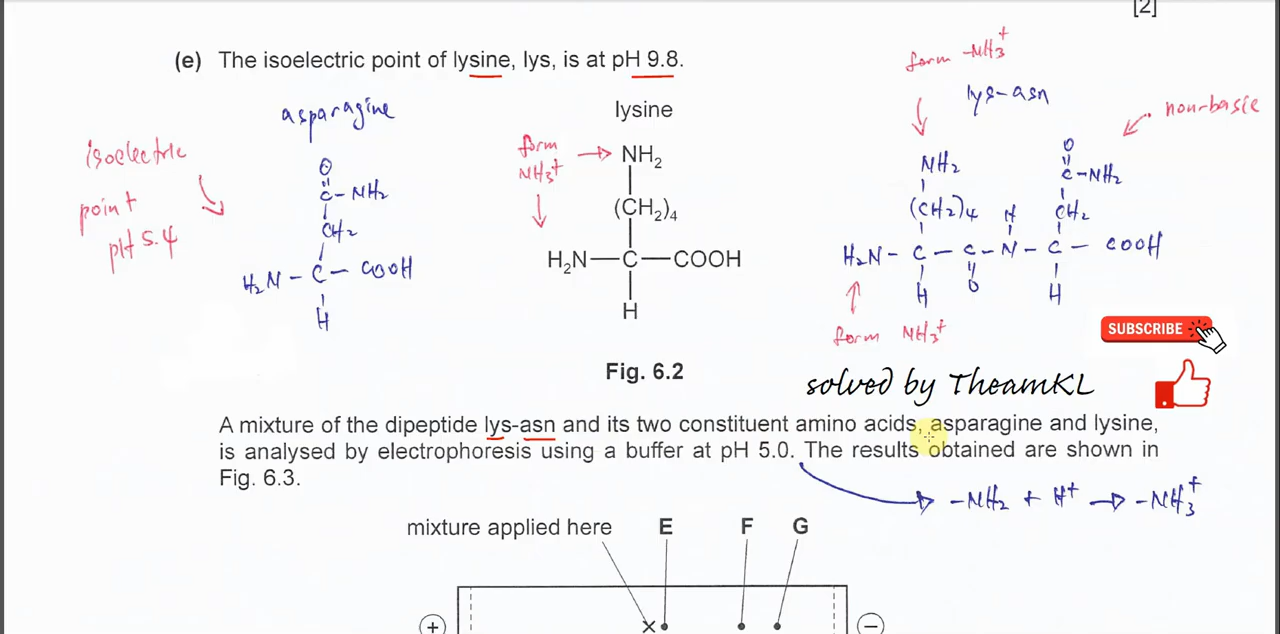 [2]
(e) The isoelectric point of lysine, lys, is at pH 9.8.
asparagine
isoelectric
point
pH 5.4
O
C-NH2
CH2
H2N-C-COOH
H
lysine
form
NH3+
NH2
(CH2)4
H2N—C—COOH
H
Fig. 6.2
form -NH3+
lys-asn
non-basic
NH2
(CH2)4
H
O
C-NH2
CH2
H2N-C-C-N-C-COOH
H
O
H
form NH3+
SUBSCRIBE
solved by TheamKL
A mixture of the dipeptide lys-asn and its two constituent amino acids, asparagine and lysine,
is analysed by electrophoresis using a buffer at pH 5.0. The results obtained are shown in
Fig. 6.3.
-NH2 + H+ → -NH3+
mixture applied here
E F G
+ × −